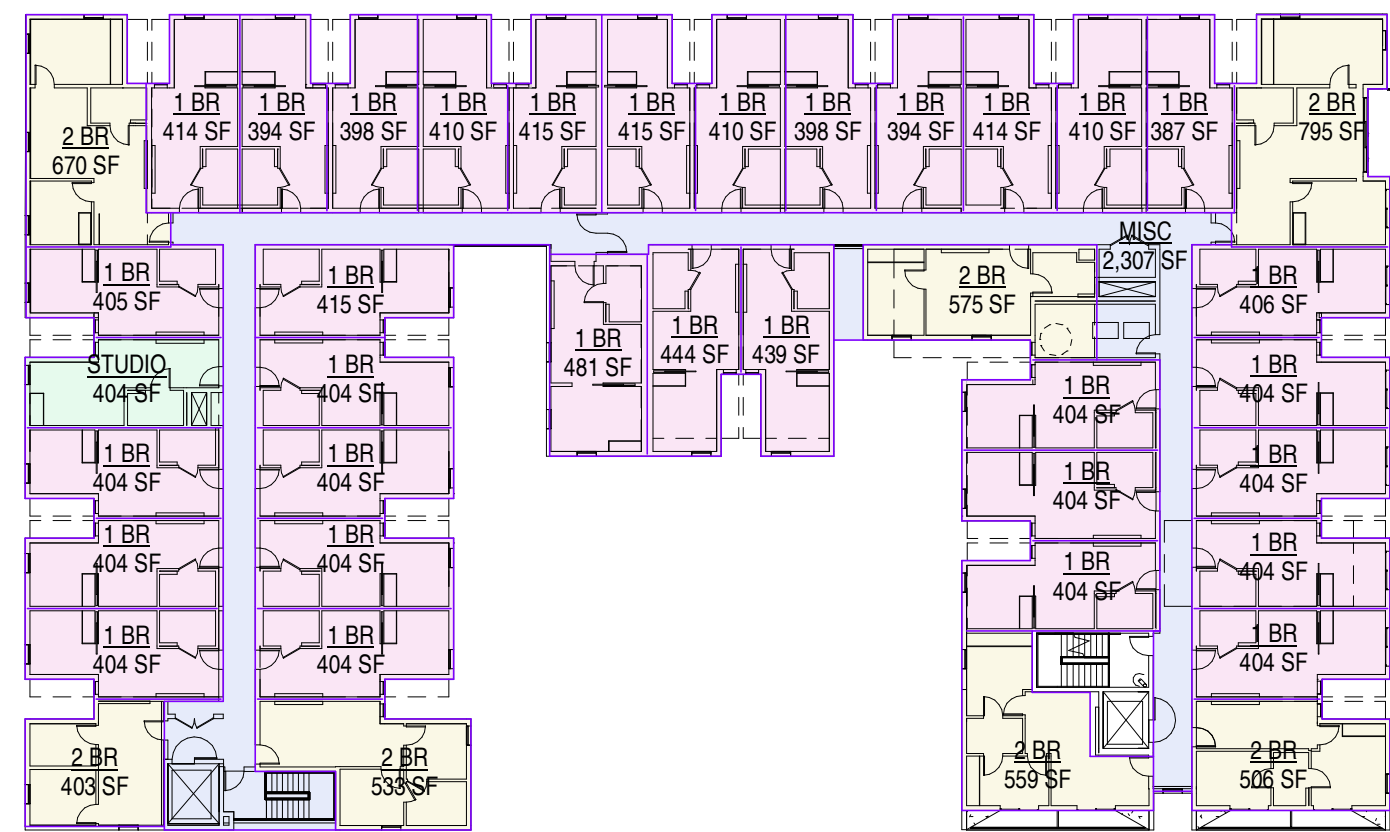 1 BR
414 SF
1 BR
394 SF
1 BR
398 SF
1 BR
410 SF
1 BR
415 SF
1 BR
415 SF
1 BR
410 SF
1 BR
398 SF
1 BR
394 SF
1 BR
414 SF
1 BR
410 SF
1 BR
387 SF
2 BR
795 SF
2 BR
670 SF
MISC
2,307 SF
1 BR
405 SF
1 BR
415 SF
2 BR
575 SF
1 BR
406 SF
1 BR
481 SF
1 BR
444 SF
1 BR
439 SF
STUDIO
404 SF
1 BR
404 SF
1 BR
404 SF
1 BR
404 SF
1 BR
404 SF
1 BR
404 SF
1 BR
404 SF
1 BR
404 SF
1 BR
404 SF
1 BR
404 SF
1 BR
404 SF
1 BR
404 SF
1 BR
404 SF
1 BR
404 SF
1 BR
404 SF
2 BR
403 SF
2 BR
533 SF
2 BR
559 SF
2 BR
506 SF